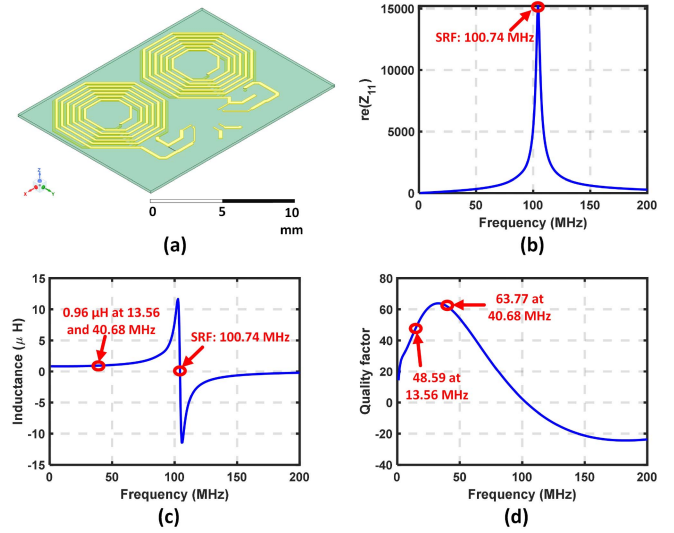 Z
X
Y
0
5
10
mm
(a)
15000
10000
5000
0
re(Z11)
SRF: 100.74 MHz
0
50
100
150
200
Frequency (MHz)
(b)
15
10
5
0
-5
-10
-15
Inductance (μ H)
0.96 μH at 13.56
and 40.68 MHz
SRF: 100.74 MHz
0
50
100
150
200
Frequency (MHz)
(c)
80
60
40
20
0
-20
-40
Quality factor
63.77 at
40.68 MHz
48.59 at
13.56 MHz
0
50
100
150
200
Frequency (MHz)
(d)